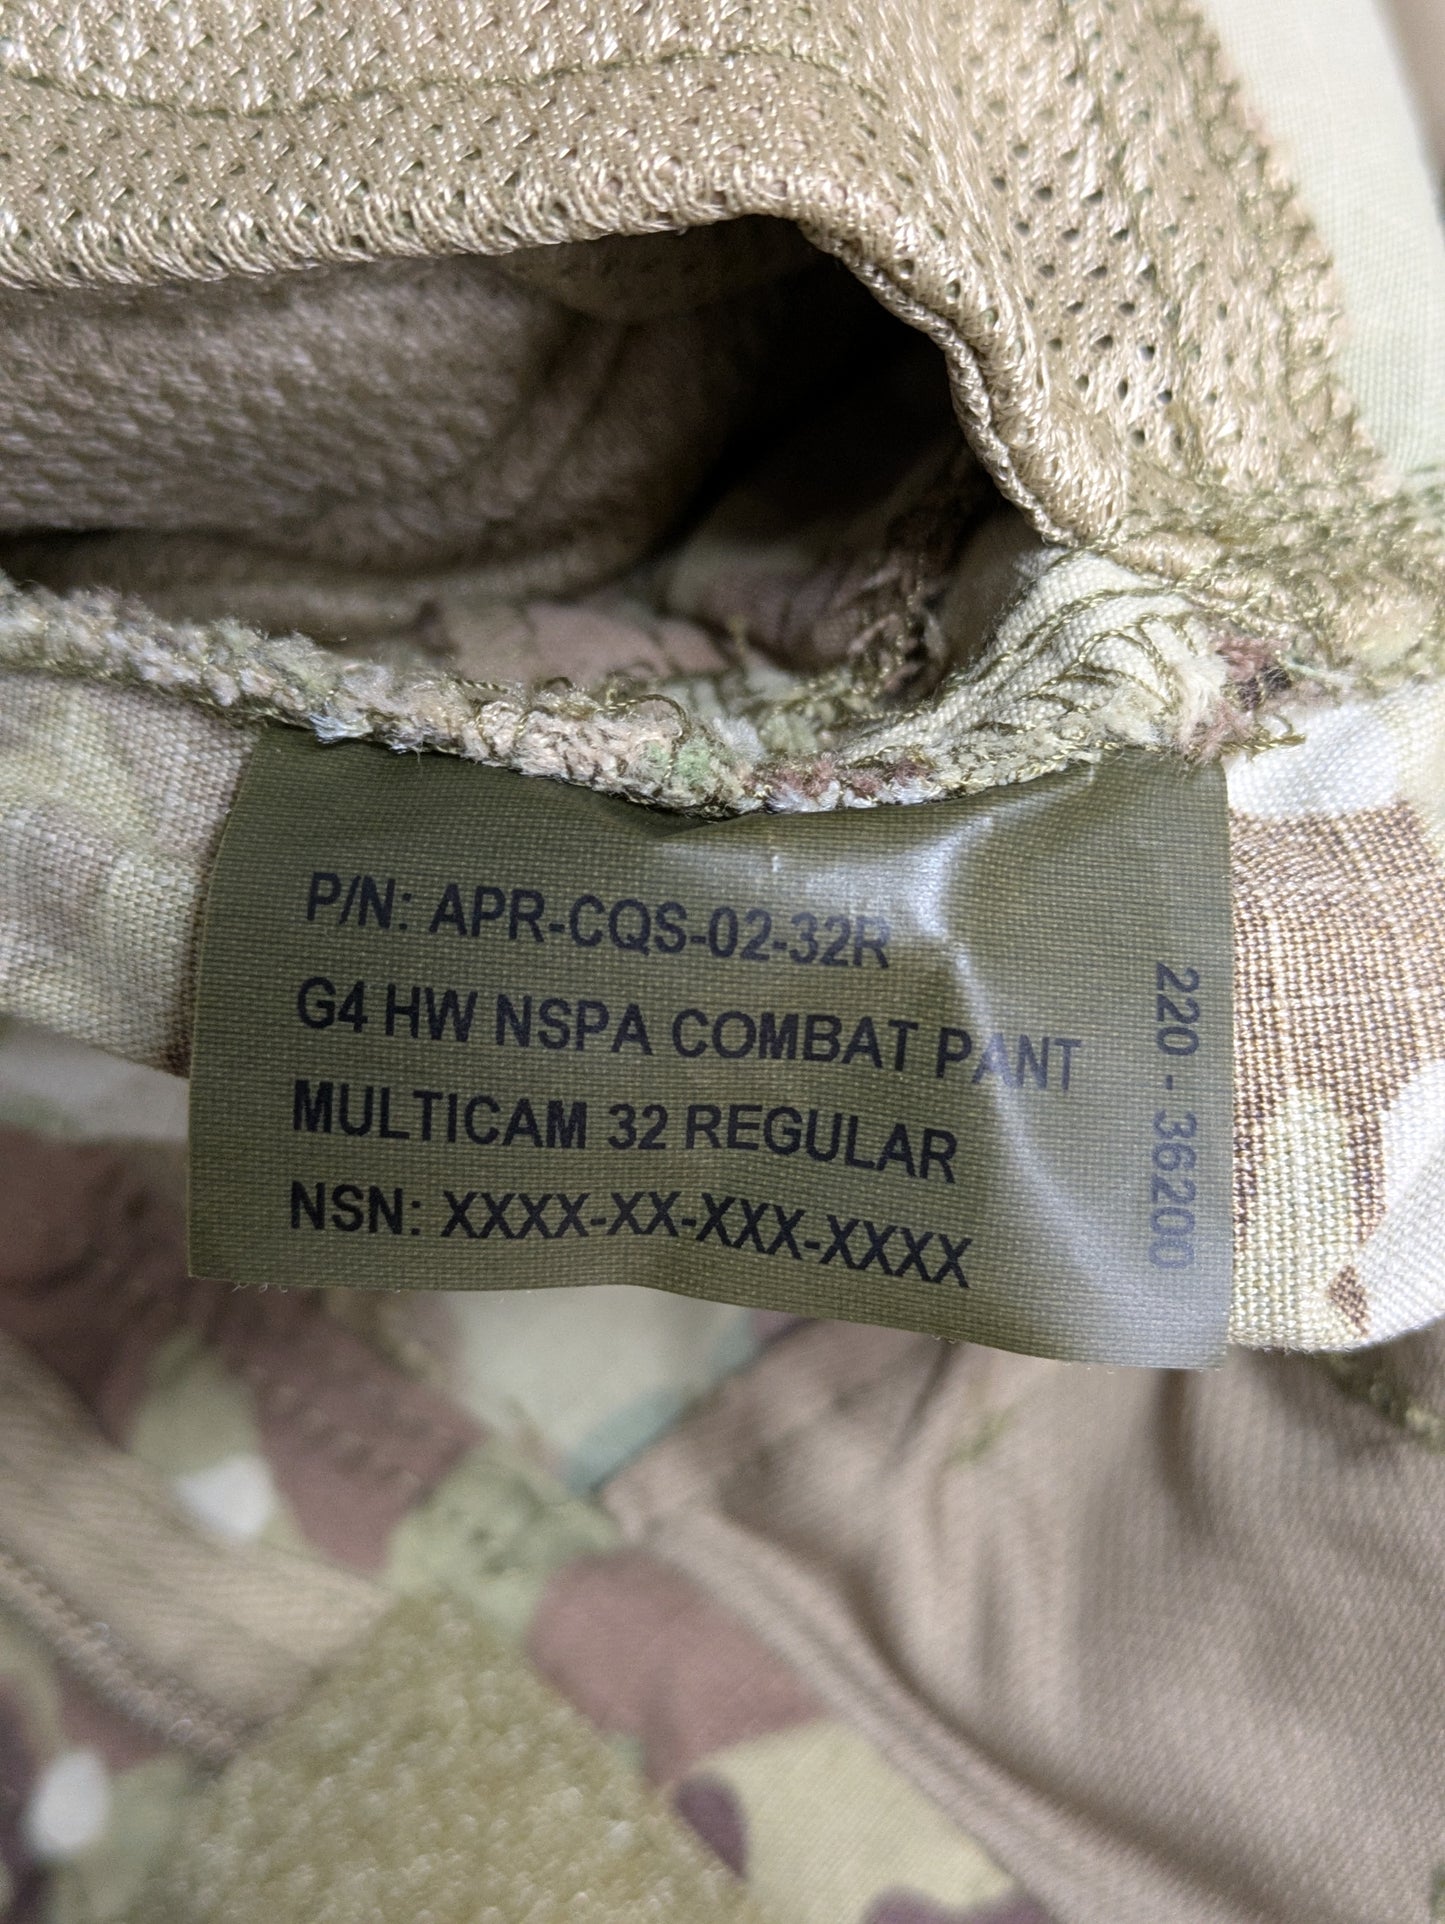 P/N: APR-CQS-02-32R
G4 HW NSPA COMBAT PANT
MULTICAM 32 REGULAR
NSN: XXXX-XX-XXX-XXXX
220 - 36200